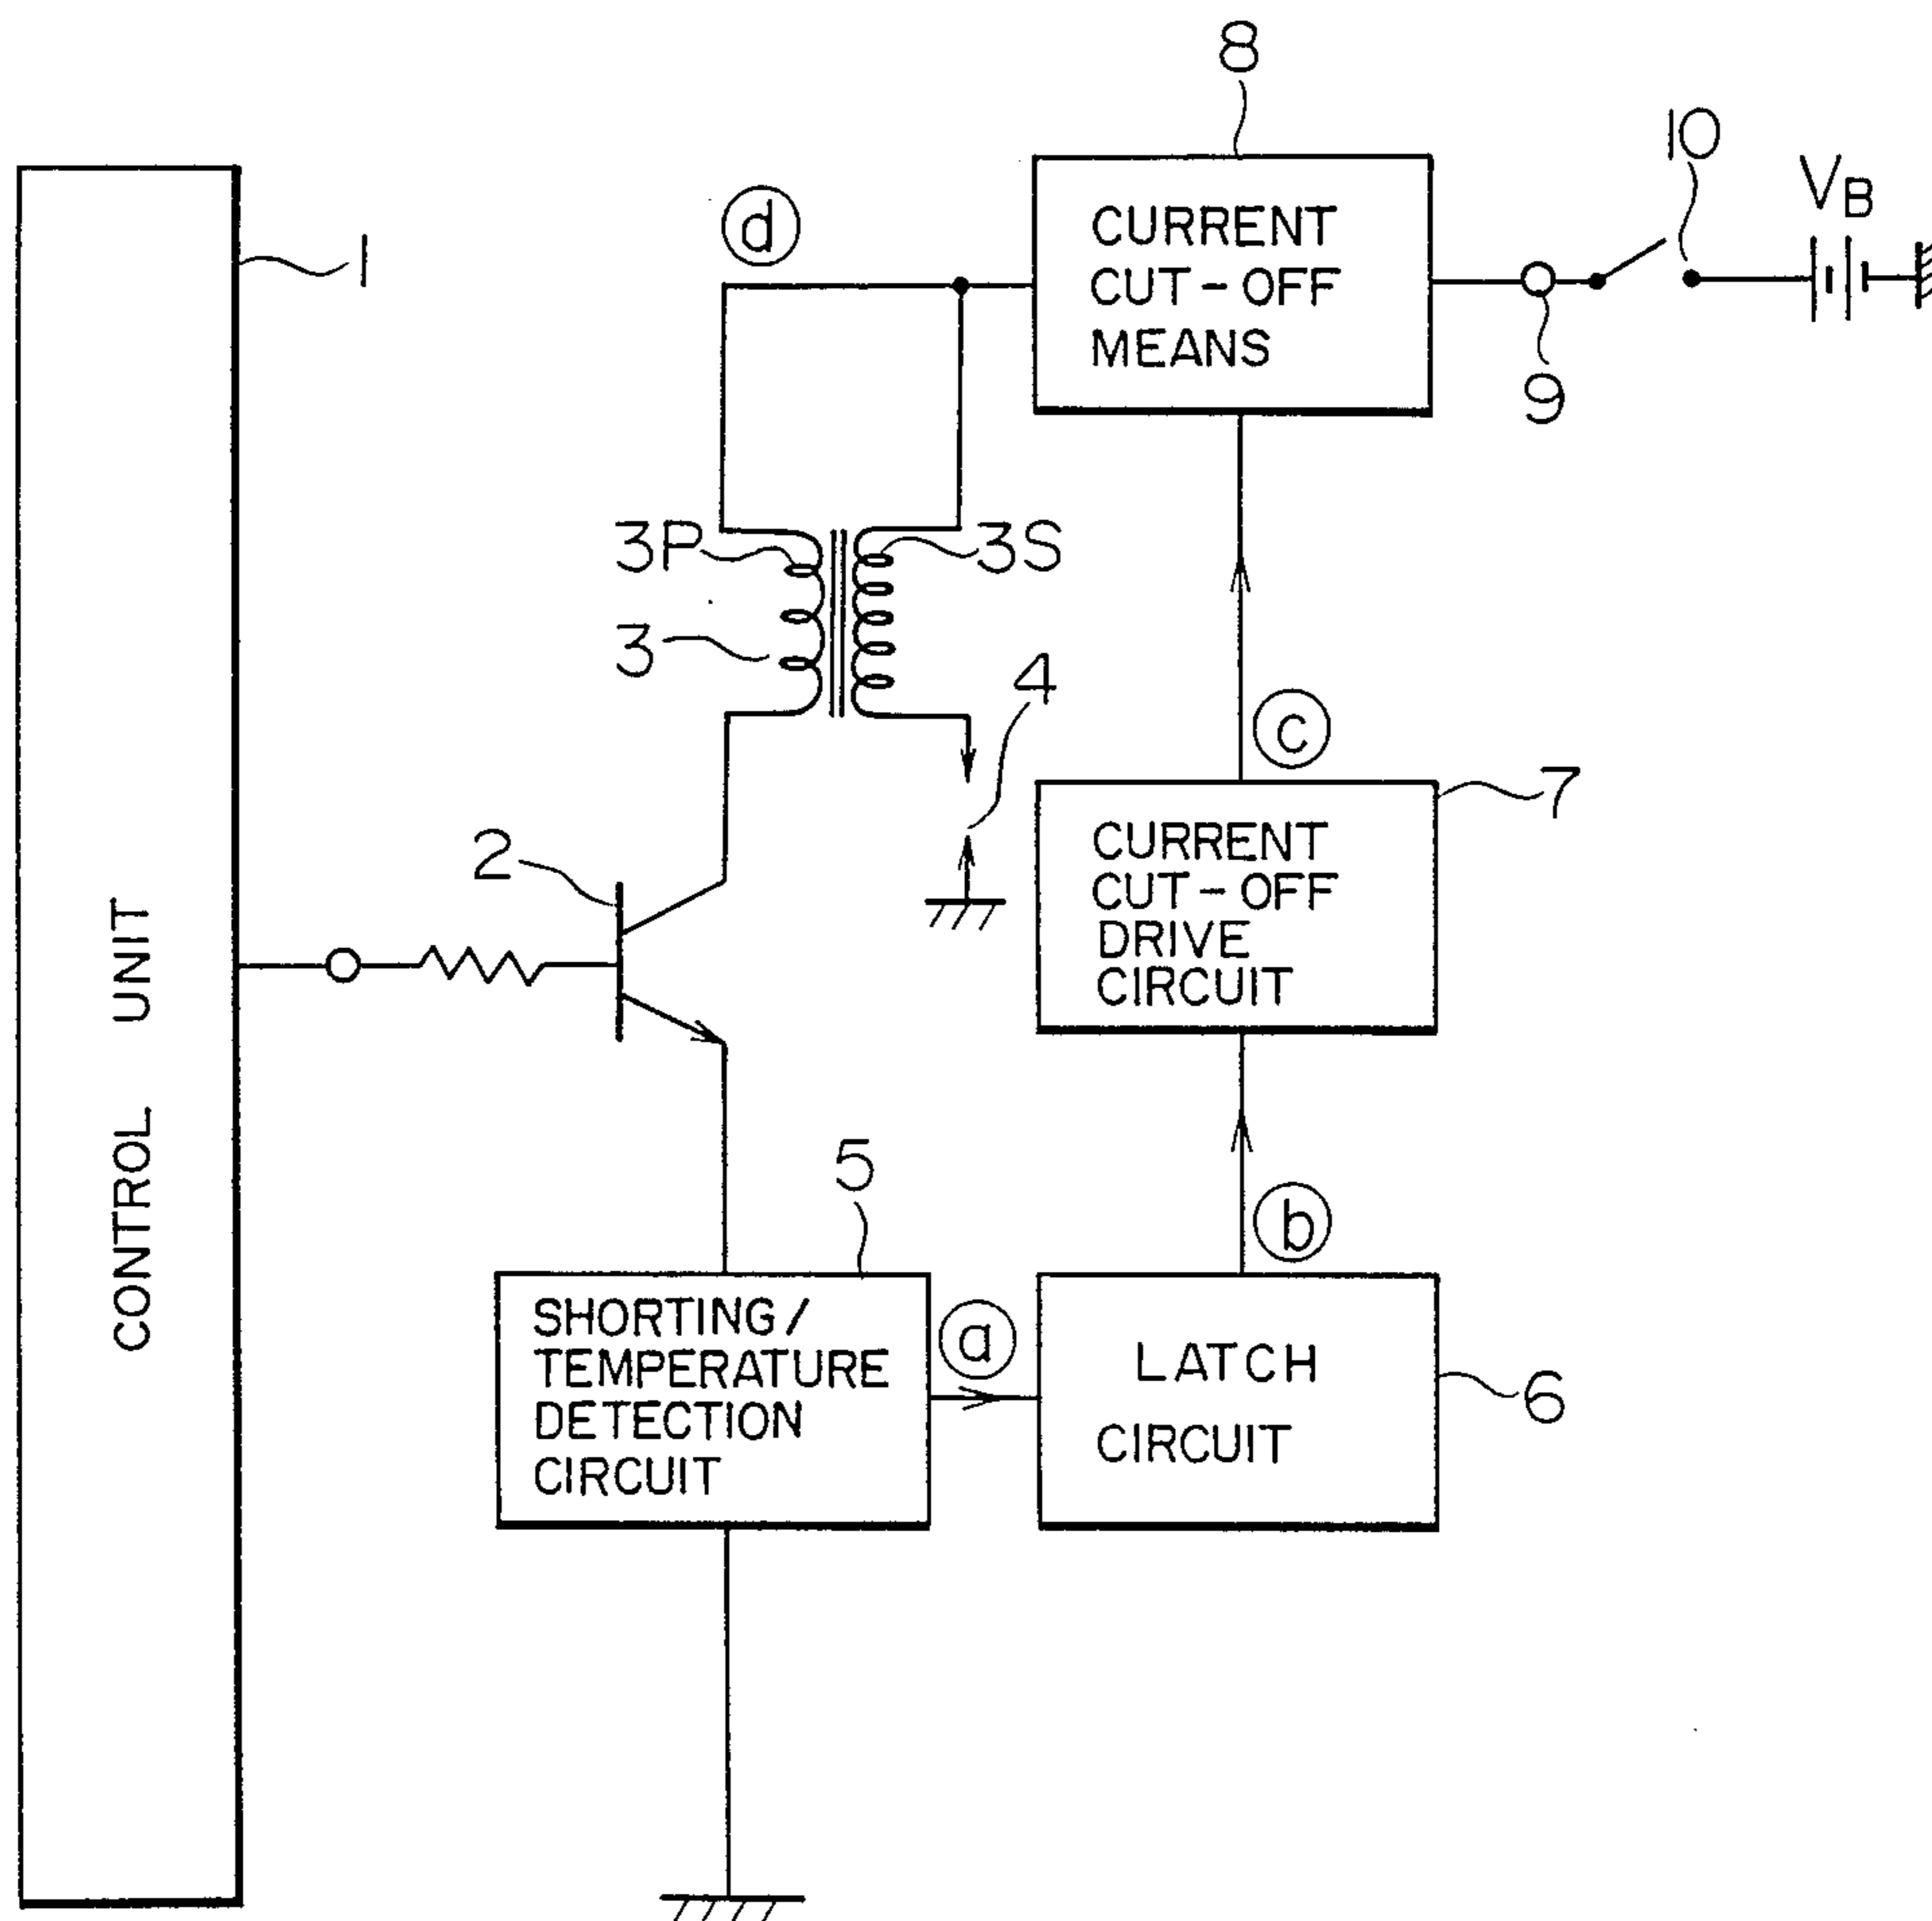 8
10
VB
CURRENT
CUT-OFF
MEANS
d
1
9
3P
3S
3
4
c
7
2
CURRENT
CUT-OFF
DRIVE
CIRCUIT
CONTROL UNIT
5
b
SHORTING/
TEMPERATURE
DETECTION
CIRCUIT
a
LATCH
CIRCUIT
6